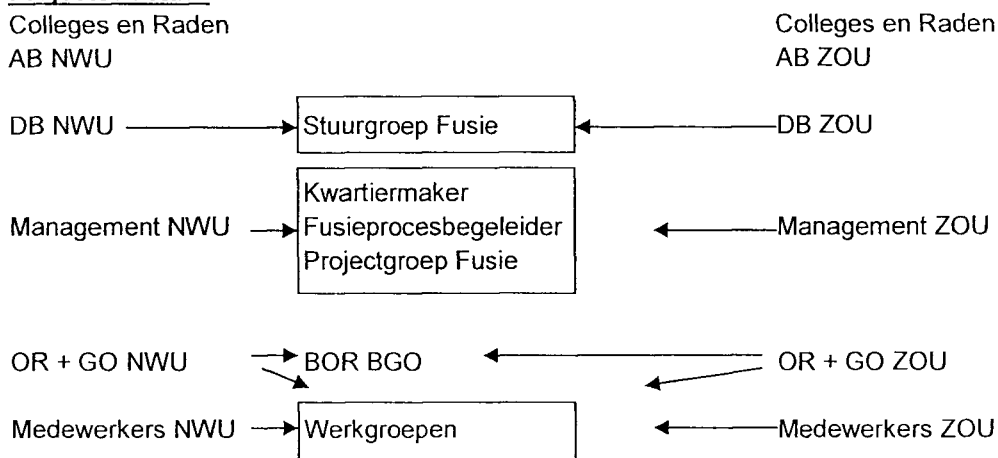 Colleges en Raden Colleges en Raden
AB NWU AB ZOU
DB NWU Stuurgroep Fusie DB ZOU
Kwartiermaker
Management NWU Fusieprocesbegeleider Management ZOU
Projectgroep Fusie
OR + GO NWU BOR BGO OR + GO ZOU
Medewerkers NWU Werkgroepen Medewerkers ZOU